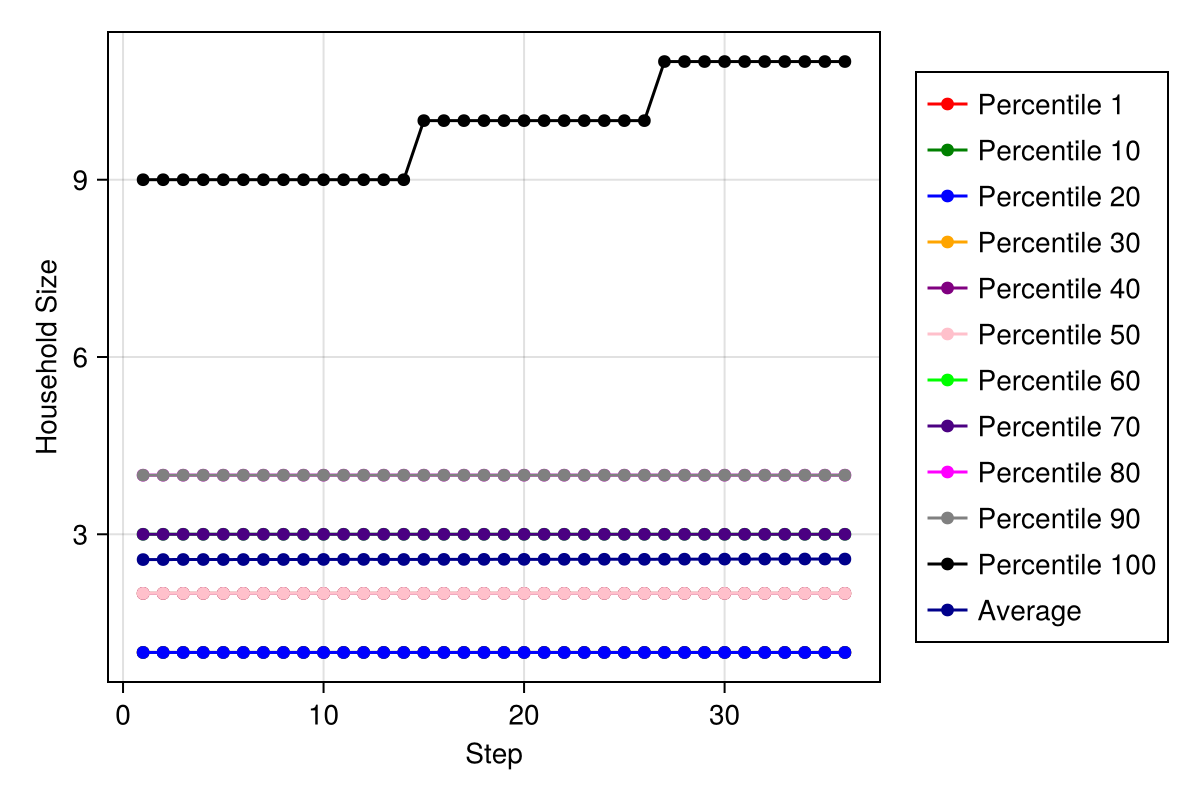 9
6
3
Household Size
0
10
20
30
Step
Percentile 1
Percentile 10
Percentile 20
Percentile 30
Percentile 40
Percentile 50
Percentile 60
Percentile 70
Percentile 80
Percentile 90
Percentile 100
Average